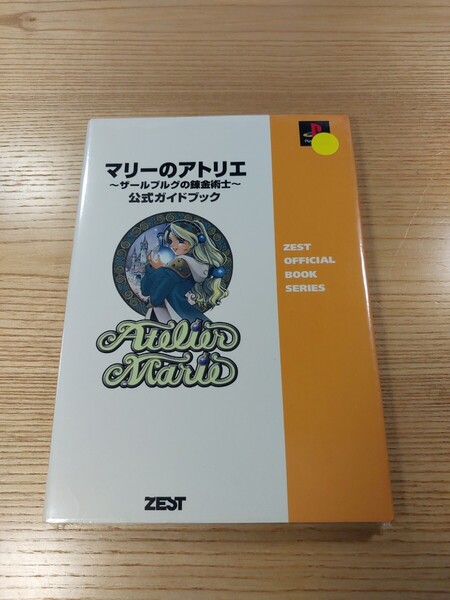 マリーのアトリエ
～ザールブルグの錬金術士～
公式ガイドブック
ZEST
OFFICIAL
BOOK
SERIES
Atelier
Marie
ZEST